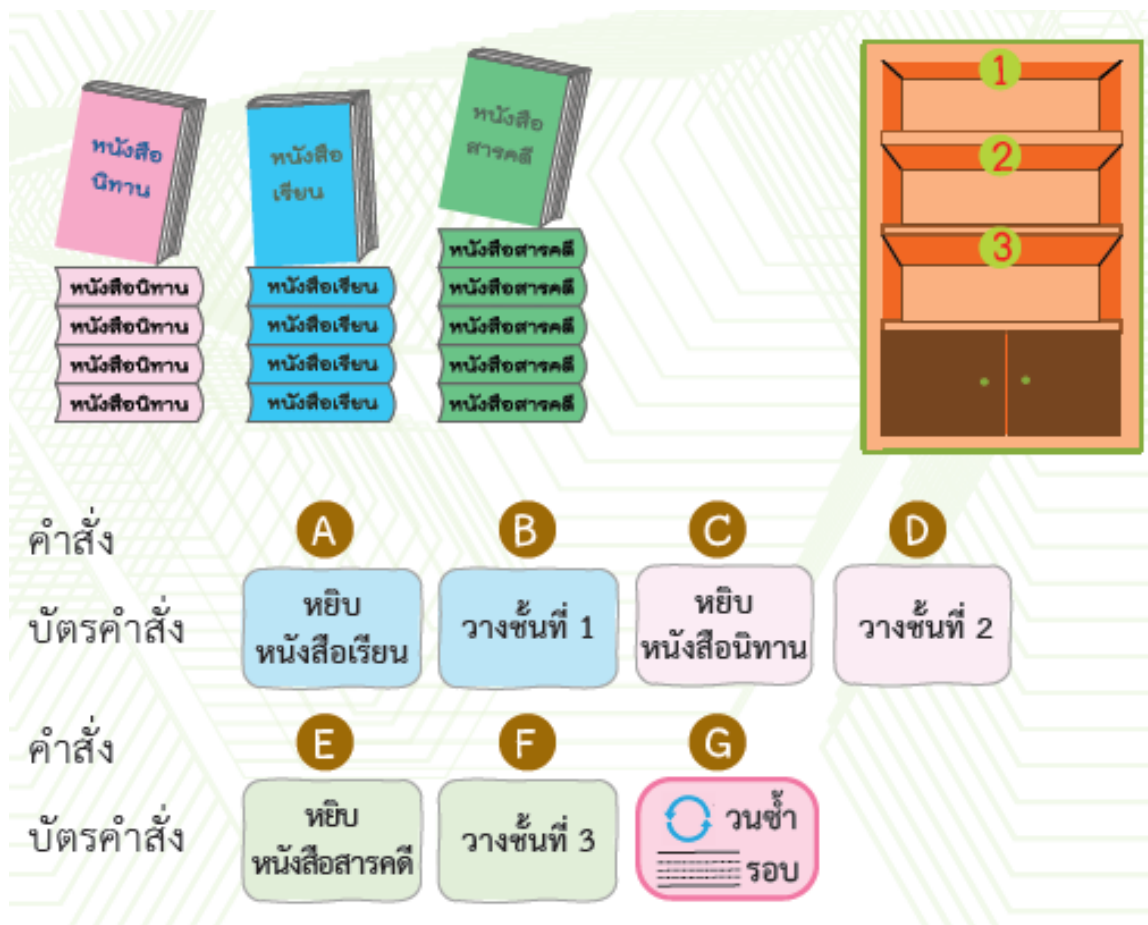 หนังสือ
นิทาน
หนังสือนิทาน
หนังสือนิทาน
หนังสือนิทาน
หนังสือนิทาน
หนังสือ
เรียน
หนังสือเรียน
หนังสือเรียน
หนังสือเรียน
หนังสือเรียน
หนังสือ
สารคดี
หนังสือสารคดี
หนังสือสารคดี
หนังสือสารคดี
หนังสือสารคดี
หนังสือสารคดี
1
2
3
คำสั่ง A B C D
บัตรคำสั่ง
หยิบ
หนังสือเรียน
วางชั้นที่ 1
หยิบ
หนังสือนิทาน
วางชั้นที่ 2
คำสั่ง E F G
บัตรคำสั่ง
หยิบ
หนังสือสารคดี
วางชั้นที่ 3
วนซ้ำ
รอบ